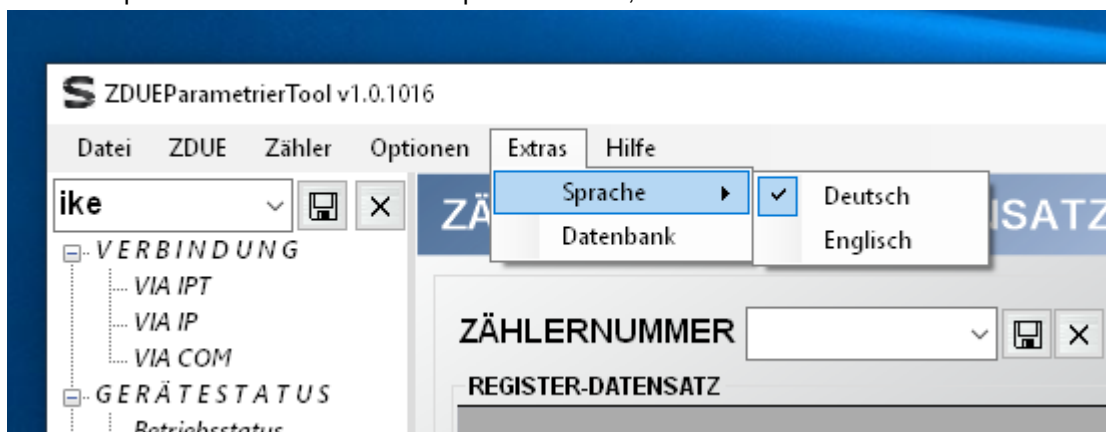 ZDUEParametrierTool v1.0.1016
Datei ZDUE Zähler Optionen Extras Hilfe
Sprache
Datenbank
Deutsch
Englisch
ike
VERBINDUNG
VIA IPT
VIA IP
VIA COM
GERÄTESTATUS
Betriebsstatus
ZÄHLERNUMMER
REGISTER-DATENSATZ